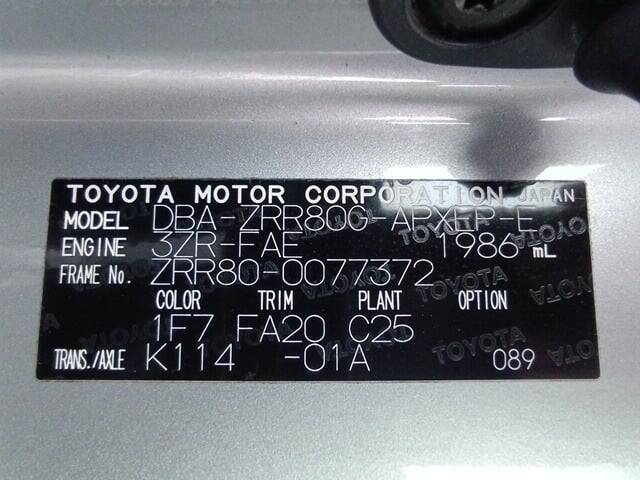 TOYOTA MOTOR CORPORATION JAPAN
MODEL DBA-ZRR80G-APXEP-E
ENGINE 3ZR-FAE 1986 mL
FRAME No. ZRR80-0077372
COLOR TRIM PLANT OPTION
1F7 FA20 C25
TRANS./AXLE K114 -01A 089